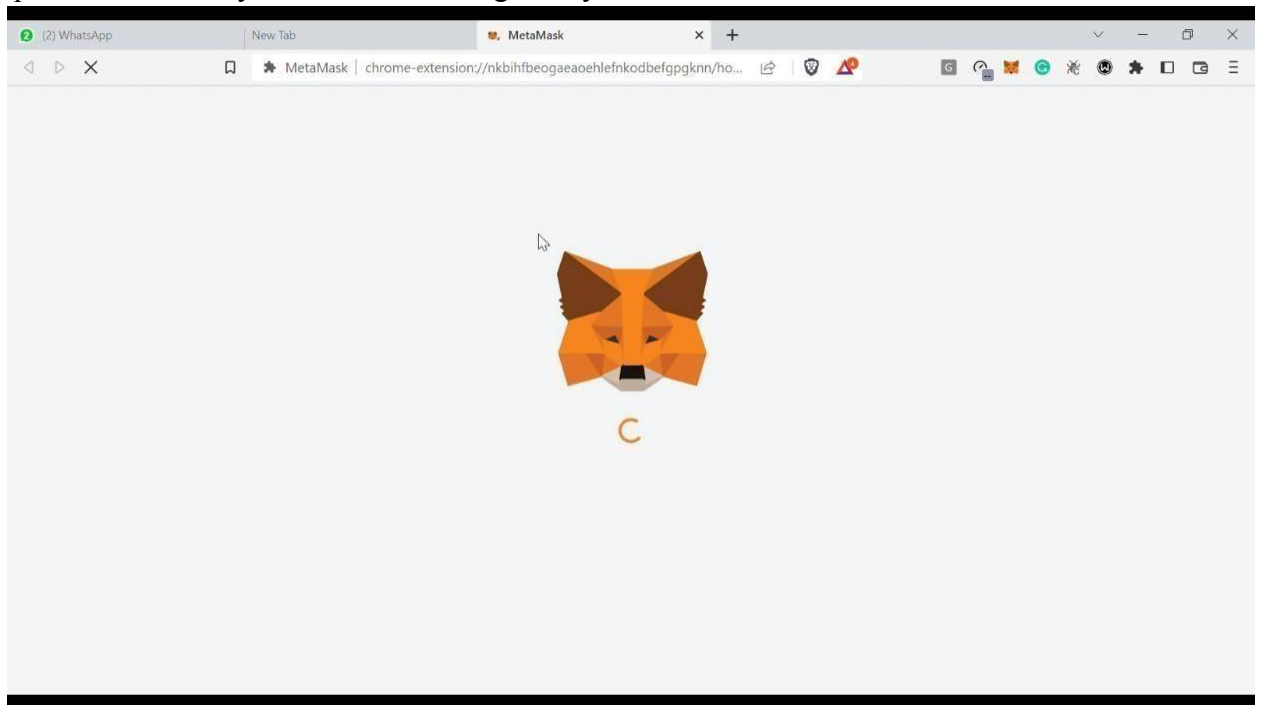 (2) WhatsApp New Tab MetaMask
MetaMask chrome-extension://nkbihfbeogaeaoehlefnkodbefgpgknn/ho...